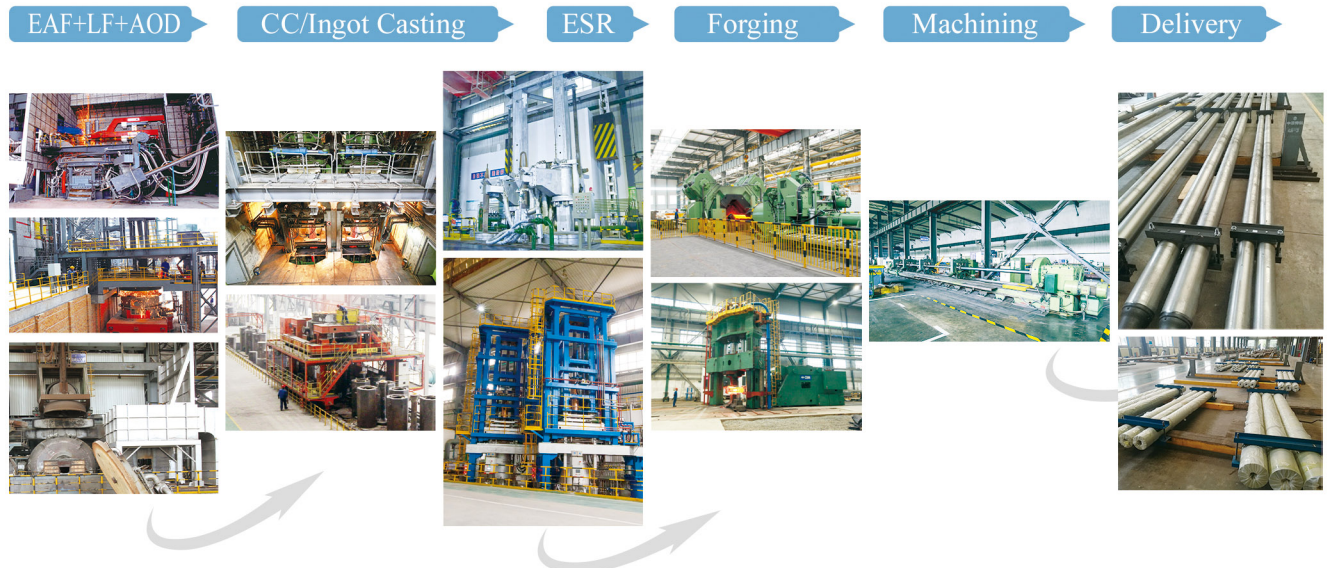 EAF+LF+AOD
CC/Ingot Casting
ESR
Forging
Machining
Delivery